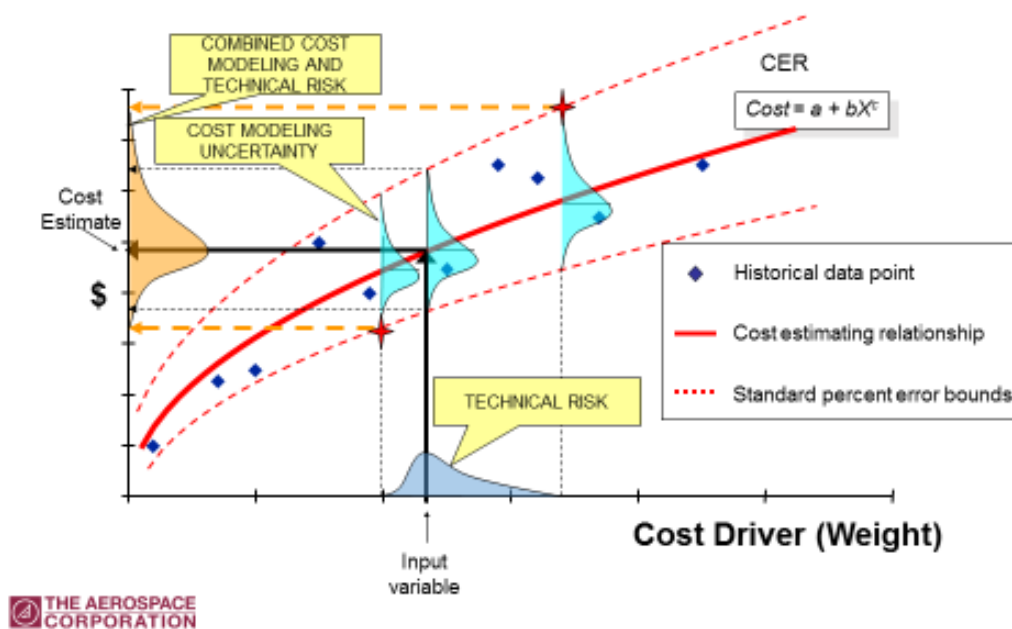 COMBINED COST
MODELING AND
TECHNICAL RISK
CER
Cost = a + bXᶜ
COST MODELING
UNCERTAINTY
Cost
Estimate
$
Historical data point
Cost estimating relationship
Standard percent error bounds
TECHNICAL RISK
Cost Driver (Weight)
Input
variable
THE AEROSPACE
CORPORATION